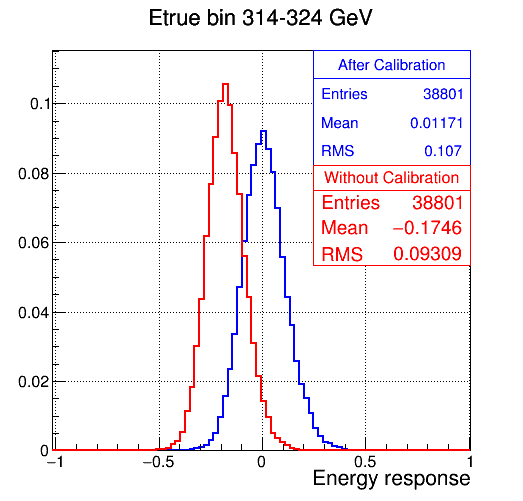 Etrue bin 314-324 GeV
After Calibration
Entries 38801
Mean 0.01171
RMS 0.107
Without Calibration
Entries 38801
Mean −0.1746
RMS 0.09309
0.1
0.08
0.06
0.04
0.02
0
−1 −0.5 0 0.5 1
Energy response